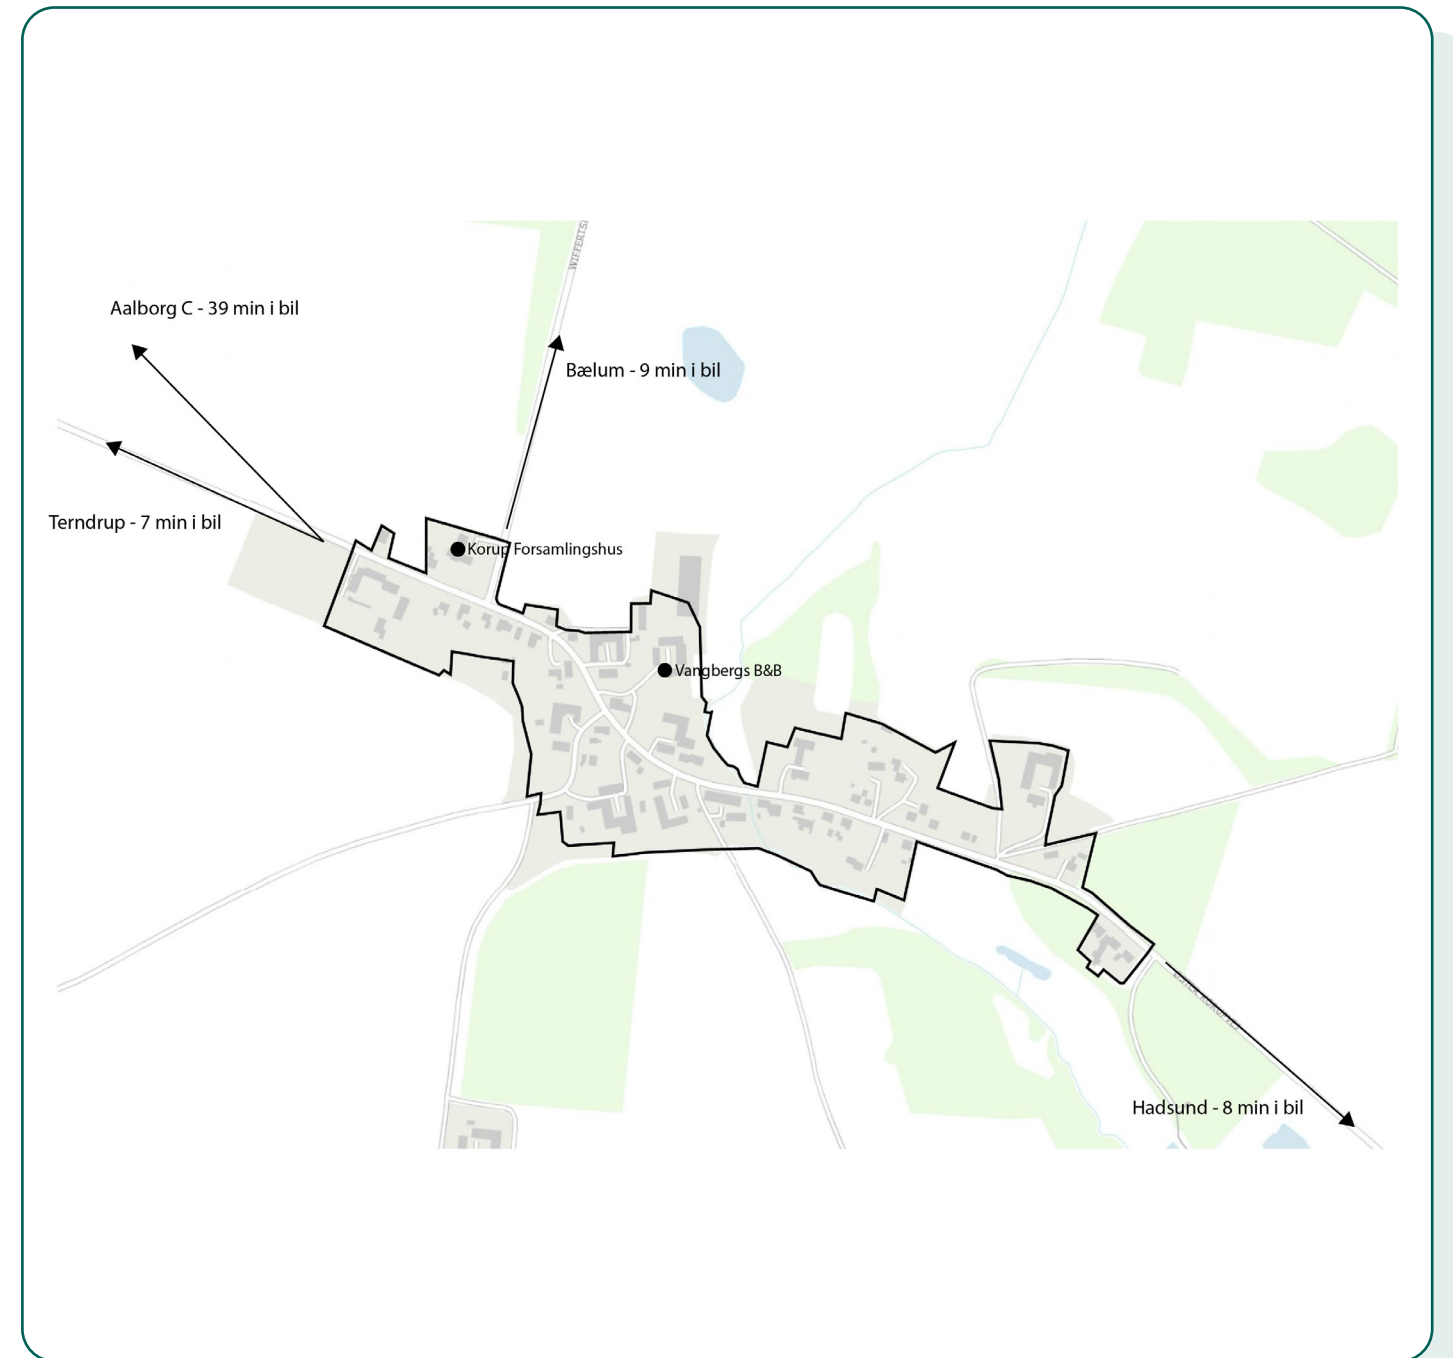 Aalborg C - 39 min i bil
Bælum - 9 min i bil
Terndrup - 7 min i bil
Korup Forsamlingshus
Vangbergs B&B
Hadsund - 8 min i bil